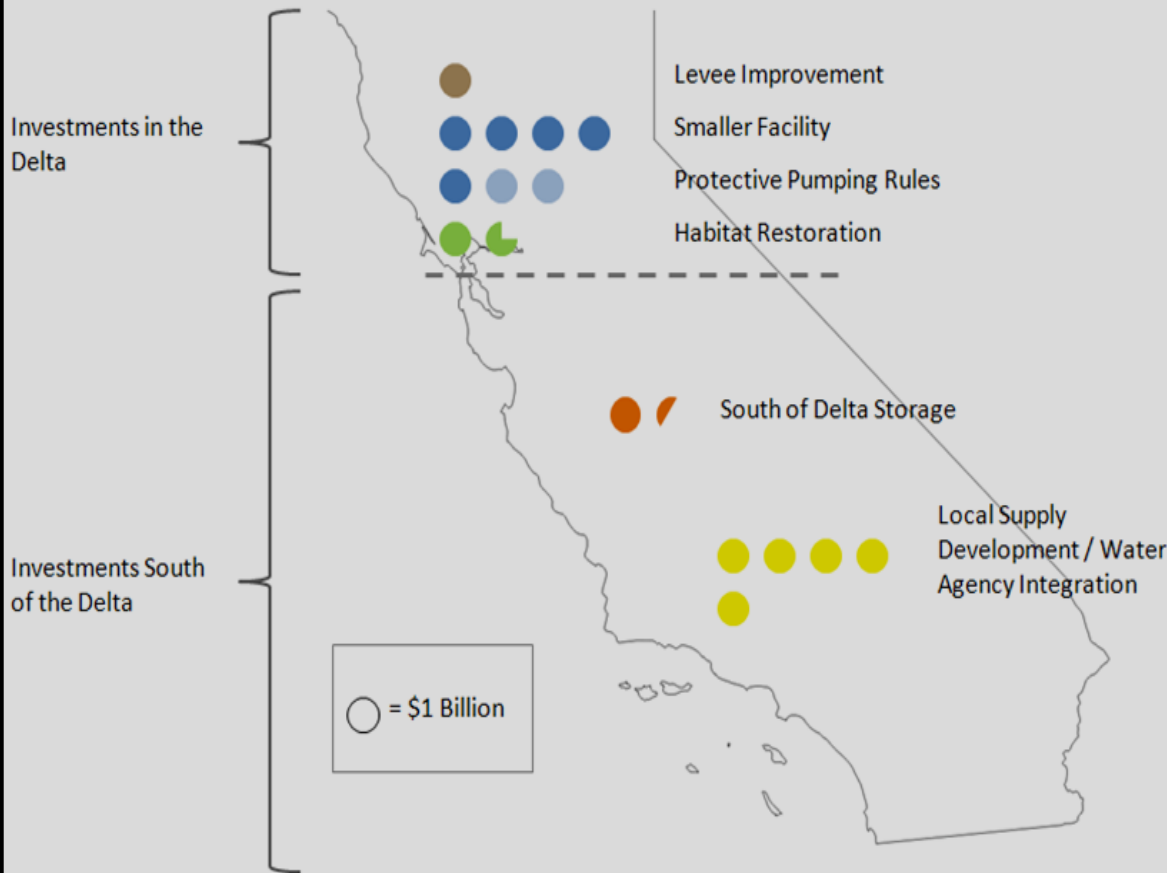 Levee Improvement
Investments in the
Delta
Smaller Facility
Protective Pumping Rules
Habitat Restoration
South of Delta Storage
Local Supply
Development / Water
Agency Integration
Investments South
of the Delta
= $1 Billion